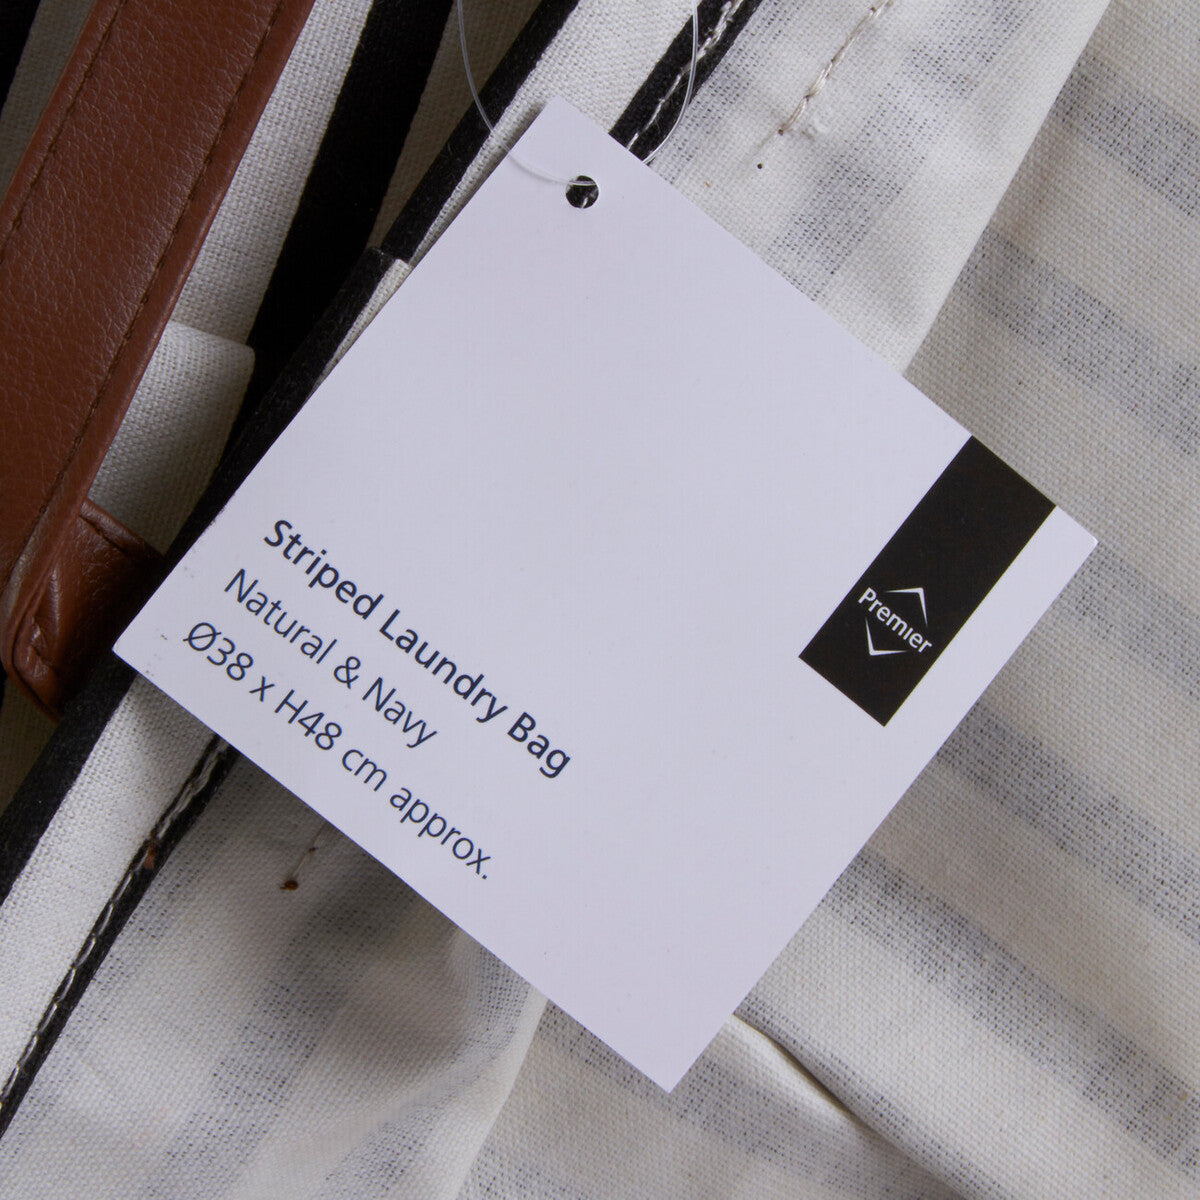 Striped Laundry Bag
Natural & Navy
Ø38 x H48 cm approx.
Premier